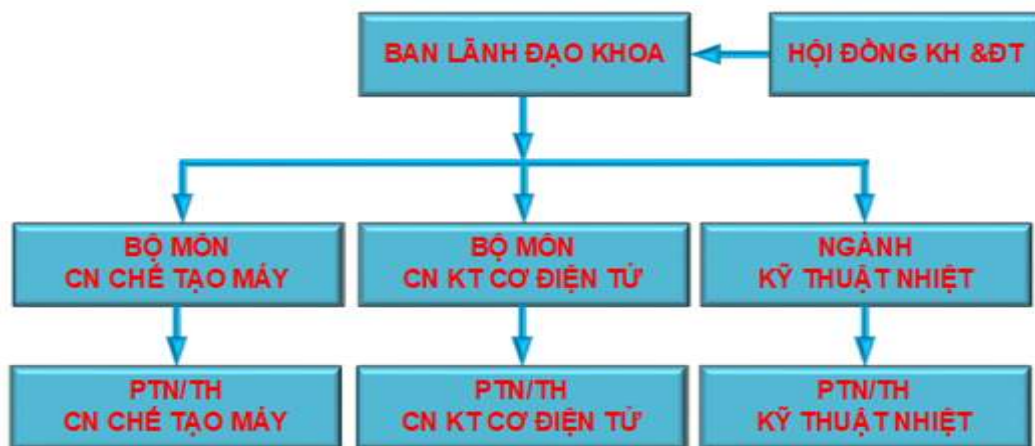 BAN LÃNH ĐẠO KHOA
HỘI ĐỒNG KH &ĐT
BỘ MÔN
CN CHẾ TẠO MÁY
BỘ MÔN
CN KT CƠ ĐIỆN TỬ
NGÀNH
KỸ THUẬT NHIỆT
PTN/TH
CN CHẾ TẠO MÁY
PTN/TH
CN KT CƠ ĐIỆN TỬ
PTN/TH
KỸ THUẬT NHIỆT